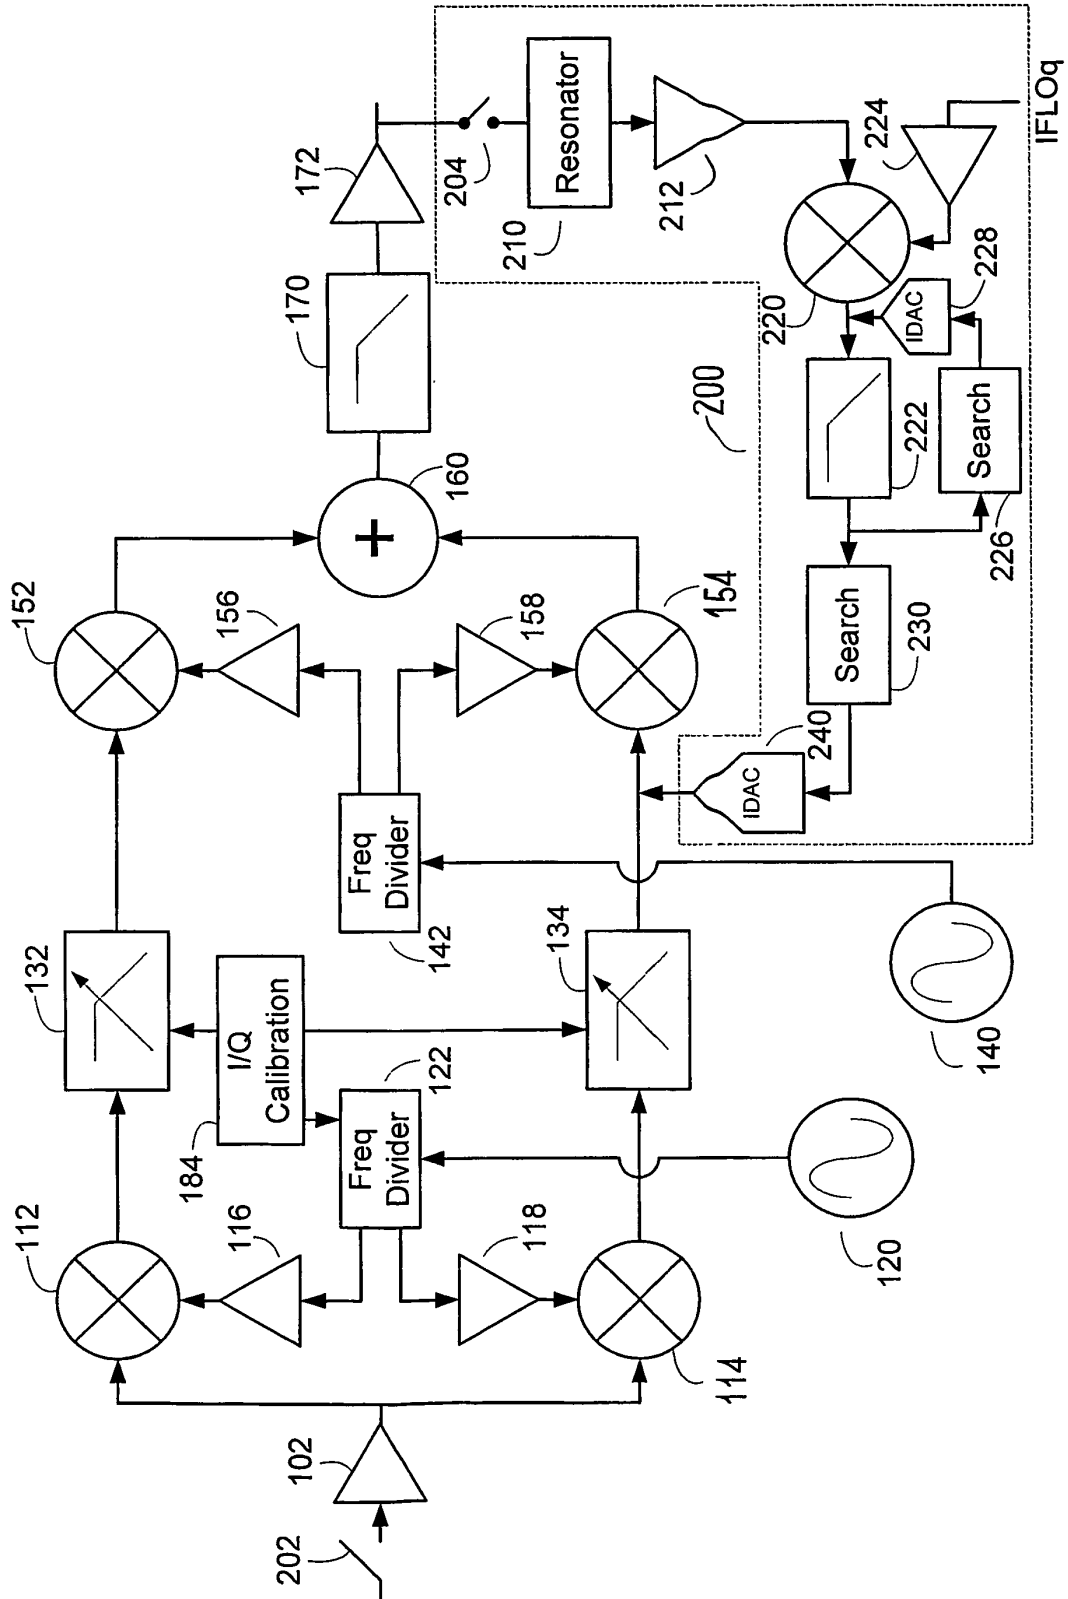 202
102
112
114
116
118
120
Freq
Divider
122
184
I/Q
Calibration
132
134
140
Freq
Divider
142
152
154
156
158
+
160
170
172
200
204
Resonator
210
212
220
224
IFLOq
IDAC
228
222
Search
226
Search
230
IDAC
240